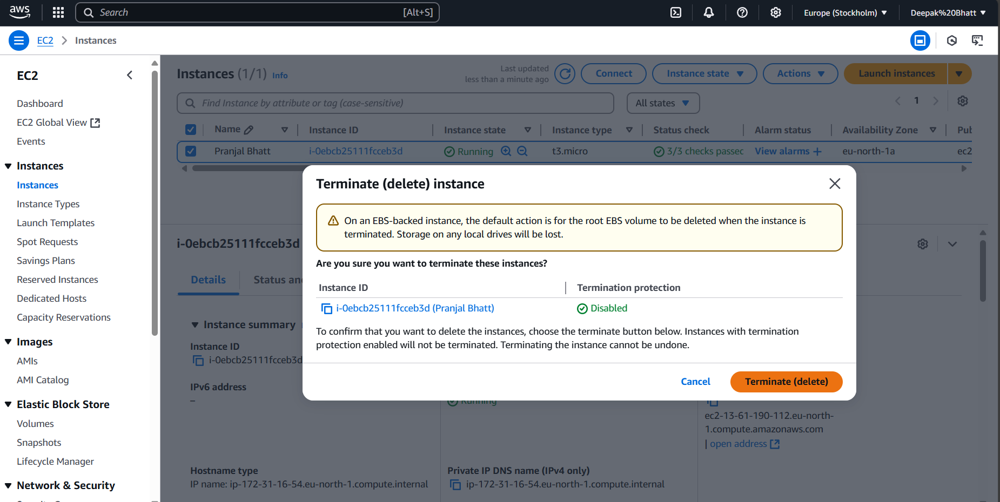 aws
Search
[Alt+S]
Europe (Stockholm)
Deepak%20Bhatt
EC2
Instances
EC2
Dashboard
EC2 Global View
Events
Instances
Instances
Instance Types
Launch Templates
Spot Requests
Savings Plans
Reserved Instances
Dedicated Hosts
Capacity Reservations
Images
AMIs
AMI Catalog
Elastic Block Store
Volumes
Snapshots
Lifecycle Manager
Network & Security
Instances (1/1) Info
Last updated
less than a minute ago
Connect
Instance state
Actions
Launch instances
Find Instance by attribute or tag (case-sensitive)
All states
1
Name
Instance ID
Instance state
Instance type
Status check
Alarm status
Availability Zone
Pub
Pranjal Bhatt
i-0ebcb25111fcceb3d
Running
t3.micro
3/3 checks passec
View alarms +
eu-north-1a
ec2
Terminate (delete) instance
On an EBS-backed instance, the default action is for the root EBS volume to be deleted when the instance is
terminated. Storage on any local drives will be lost.
Are you sure you want to terminate these instances?
Instance ID
Termination protection
i-0ebcb25111fcceb3d (Pranjal Bhatt)
Disabled
To confirm that you want to delete the instances, choose the terminate button below. Instances with termination
protection enabled will not be terminated. Terminating the instance cannot be undone.
Cancel
Terminate (delete)
i-0ebcb25111fcceb3d
Details
Status and
Instance summary
Instance ID
i-0ebcb25111fcceb3d
IPv6 address
–
Running
ec2-13-61-190-112.eu-north-
1.compute.amazonaws.com
| open address
Hostname type
IP name: ip-172-31-16-54.eu-north-1.compute.internal
Private IP DNS name (IPv4 only)
ip-172-31-16-54.eu-north-1.compute.internal